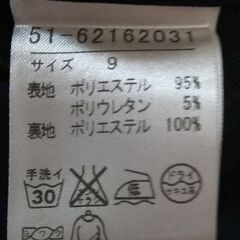 51-62162031
サイズ 9
表地 ポリエステル 95%
ポリウレタン 5%
裏地 ポリエステル 100%
手洗イ
30
低
ドライ